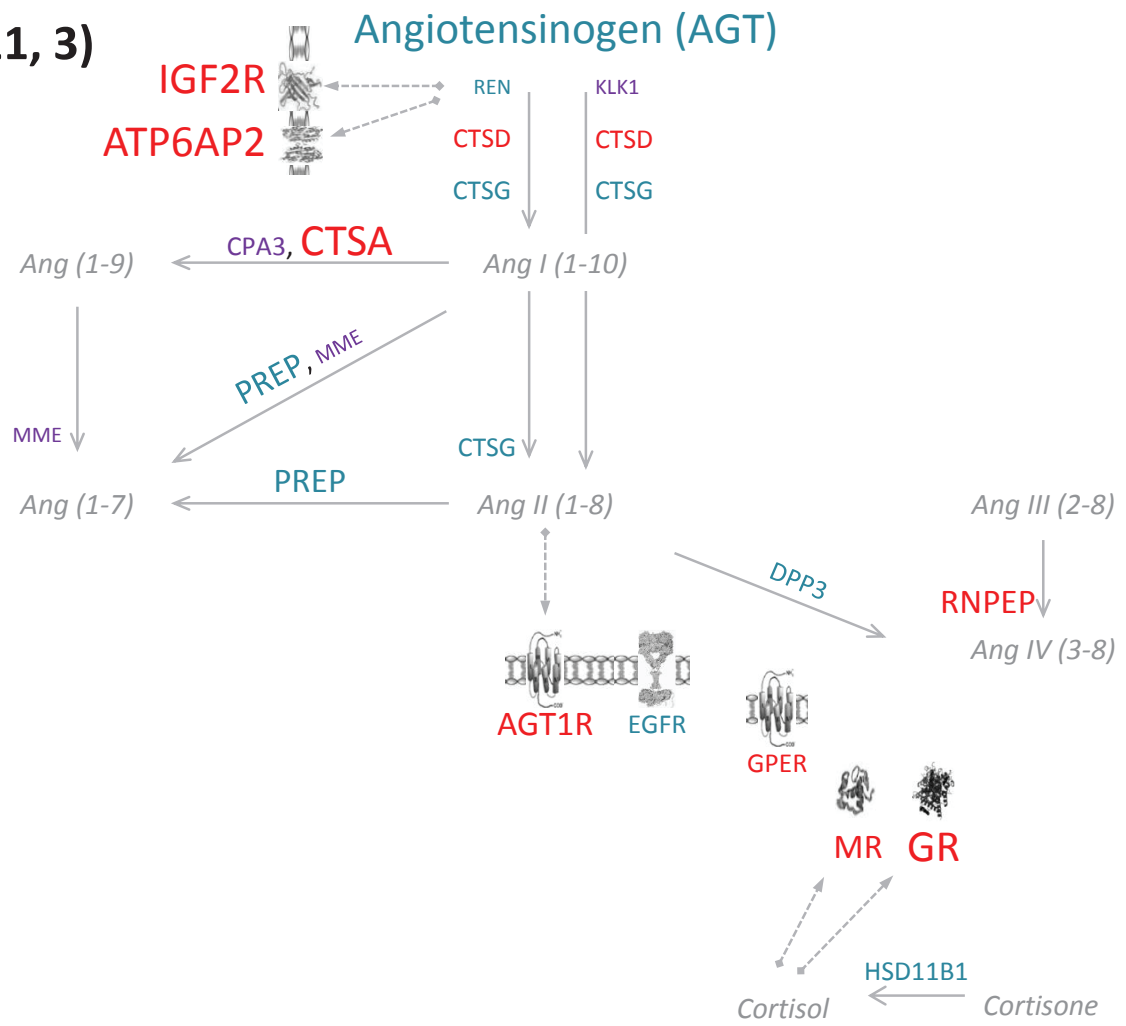 Angiotensinogen (AGT)
1, 3)
IGF2R
ATP6AP2
REN
KLK1
CTSD
CTSD
CTSG
CTSG
CPA3, CTSA
Ang (1-9)
Ang I (1-10)
PREP, MME
MME
CTSG
PREP
Ang (1-7)
Ang II (1-8)
Ang III (2-8)
DPP3
RNPEP
Ang IV (3-8)
AGT1R
EGFR
GPER
MR
GR
HSD11B1
Cortisol
Cortisone